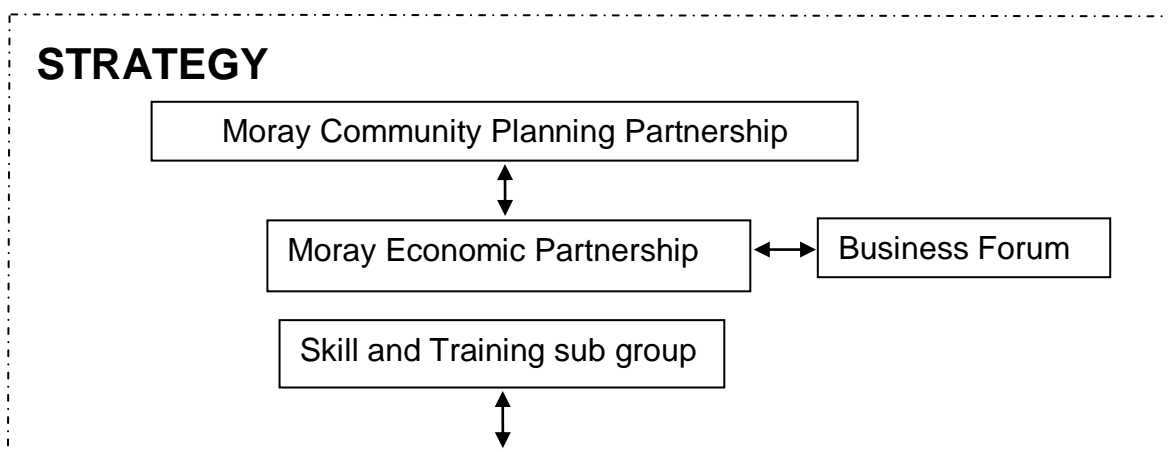 STRATEGY
Moray Community Planning Partnership
Moray Economic Partnership
Business Forum
Skill and Training sub group